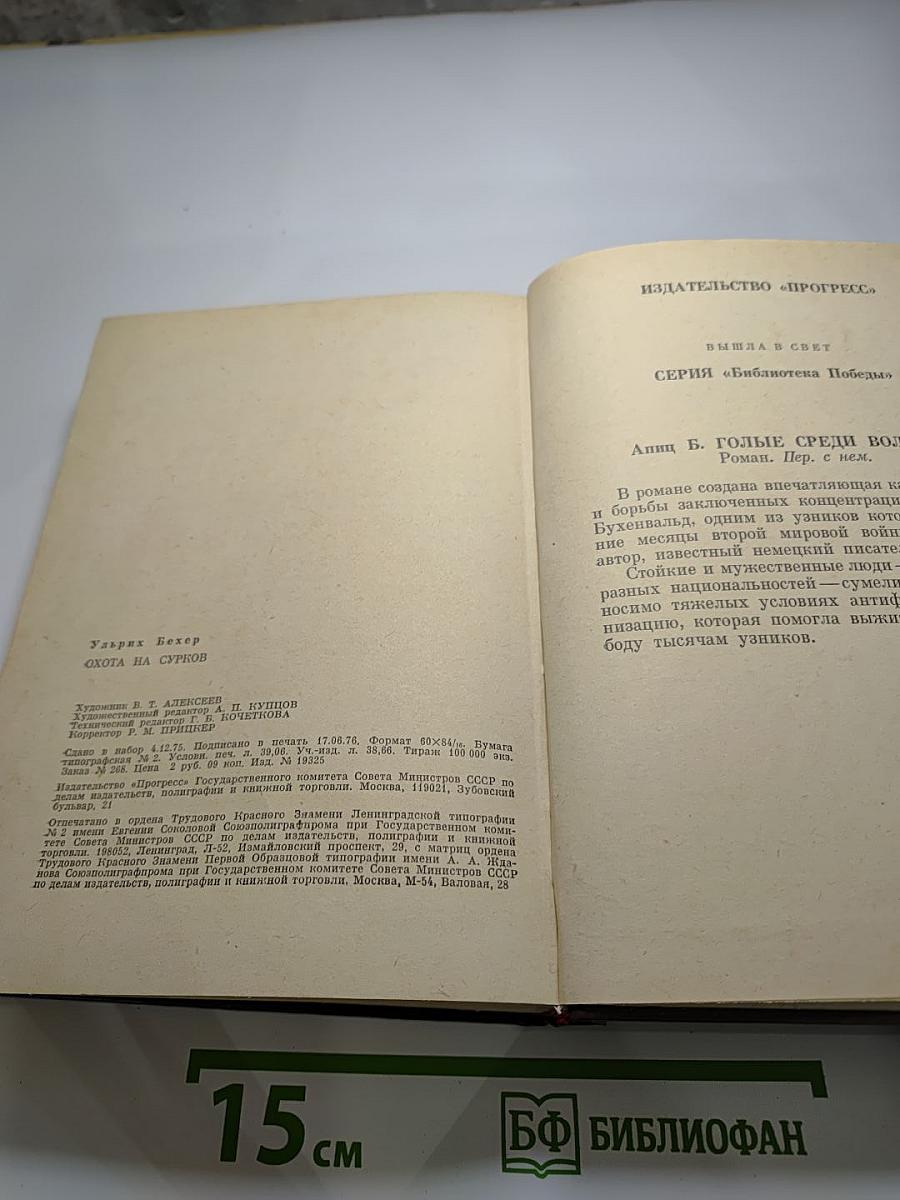 Ульрих Бехер
ОХОТА НА СУРКОВ
Художник В. Т. АЛЕКСЕЕВ
Художественный редактор А. П. КУПЦОВ
Технический редактор Г. Б. КОЧЕТКОВА
Корректор Р. М. ПРИЦКЕР
Сдано в набор 4.12.75. Подписано в печать 17.06.76. Формат 60×84/16. Бумага
типографская № 2. Условн. печ. л. 39,06. Уч.-изд. л. 38,66. Тираж 100 000 экз.
Заказ № 268. Цена 2 руб. 09 коп. Изд. № 19325
Издательство «Прогресс» Государственного комитета Совета Министров СССР по
делам издательств, полиграфии и книжной торговли. Москва, 119021, Зубовский
бульвар, 21
Отпечатано в ордена Трудового Красного Знамени Ленинградской типографии
№ 2 имени Евгении Соколовой Союзполиграфпрома при Государственном коми-
тете Совета Министров СССР по делам издательств, полиграфии и книжной
торговли. 198052, Ленинград, Л-52, Измайловский проспект, 29, с матриц ордена
Трудового Красного Знамени Первой Образцовой типографии имени А. А. Жда-
нова Союзполиграфпрома при Государственном комитете Совета Министров СССР
по делам издательств, полиграфии и книжной торговли, Москва, М-54, Валовая, 28
ИЗДАТЕЛЬСТВО «ПРОГРЕСС»
ВЫШЛА В СВЕТ
СЕРИЯ «Библиотека Победы»
Апиц Б. ГОЛЫЕ СРЕДИ ВОЛ
Роман. Пер. с нем.
В романе создана впечатляющая ка
и борьбы заключенных концентраци
Бухенвальд, одним из узников кото
ние месяцы второй мировой войн
автор, известный немецкий писател
Стойкие и мужественные люди —
разных национальностей — сумели
носимо тяжелых условиях антиф
низацию, которая помогла выжи
боду тысячам узников.
15 см
БФ БИБЛИОФАН